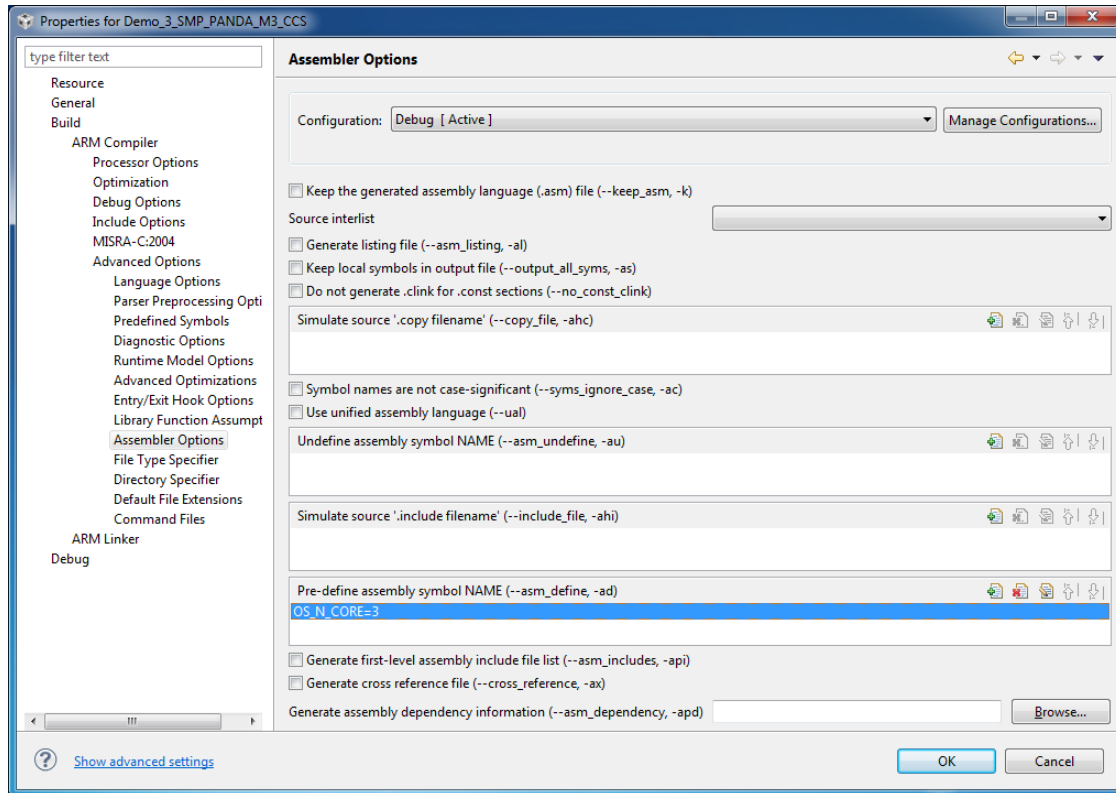 Properties for Demo_3_SMP_PANDA_M3_CCS
type filter text
Resource
General
Build
ARM Compiler
Processor Options
Optimization
Debug Options
Include Options
MISRA-C:2004
Advanced Options
Language Options
Parser Preprocessing Opti
Predefined Symbols
Diagnostic Options
Runtime Model Options
Advanced Optimizations
Entry/Exit Hook Options
Library Function Assumpt
Assembler Options
File Type Specifier
Directory Specifier
Default File Extensions
Command Files
ARM Linker
Debug
Assembler Options
Configuration: Debug [ Active ] Manage Configurations...
Keep the generated assembly language (.asm) file (--keep_asm, -k)
Source interlist
Generate listing file (--asm_listing, -al)
Keep local symbols in output file (--output_all_syms, -as)
Do not generate .clink for .const sections (--no_const_clink)
Simulate source '.copy filename' (--copy_file, -ahc)
Symbol names are not case-significant (--syms_ignore_case, -ac)
Use unified assembly language (--ual)
Undefine assembly symbol NAME (--asm_undefine, -au)
Simulate source '.include filename' (--include_file, -ahi)
Pre-define assembly symbol NAME (--asm_define, -ad)
OS_N_CORE=3
Generate first-level assembly include file list (--asm_includes, -api)
Generate cross reference file (--cross_reference, -ax)
Generate assembly dependency information (--asm_dependency, -apd) Browse...
Show advanced settings
OK Cancel